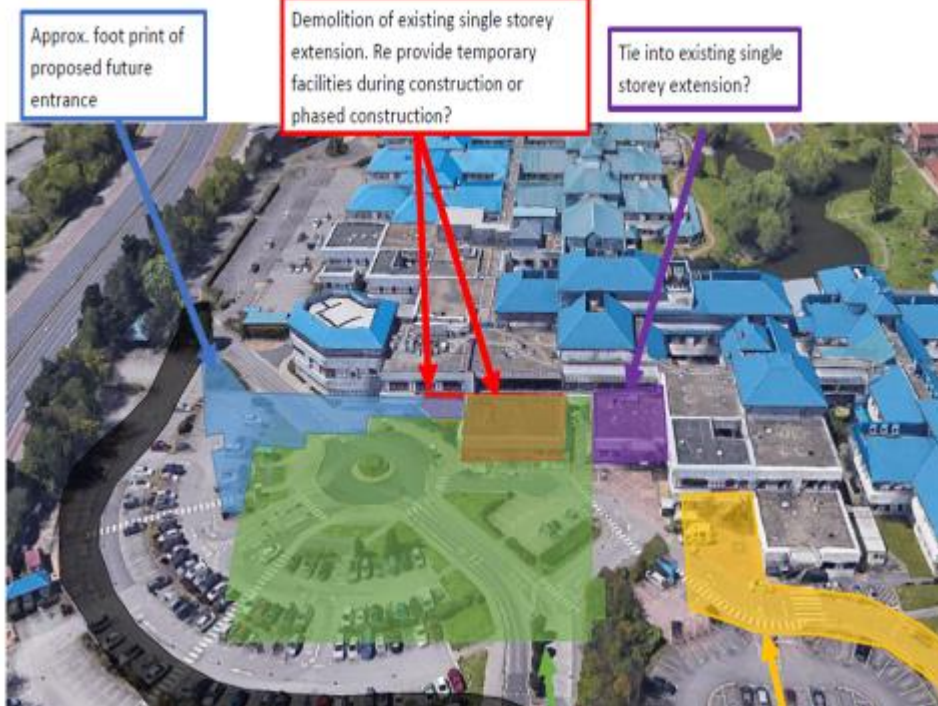 Approx. foot print of
proposed future
entrance
Demolition of existing single storey
extension. Re provide temporary
facilities during construction or
phased construction?
Tie into existing single
storey extension?